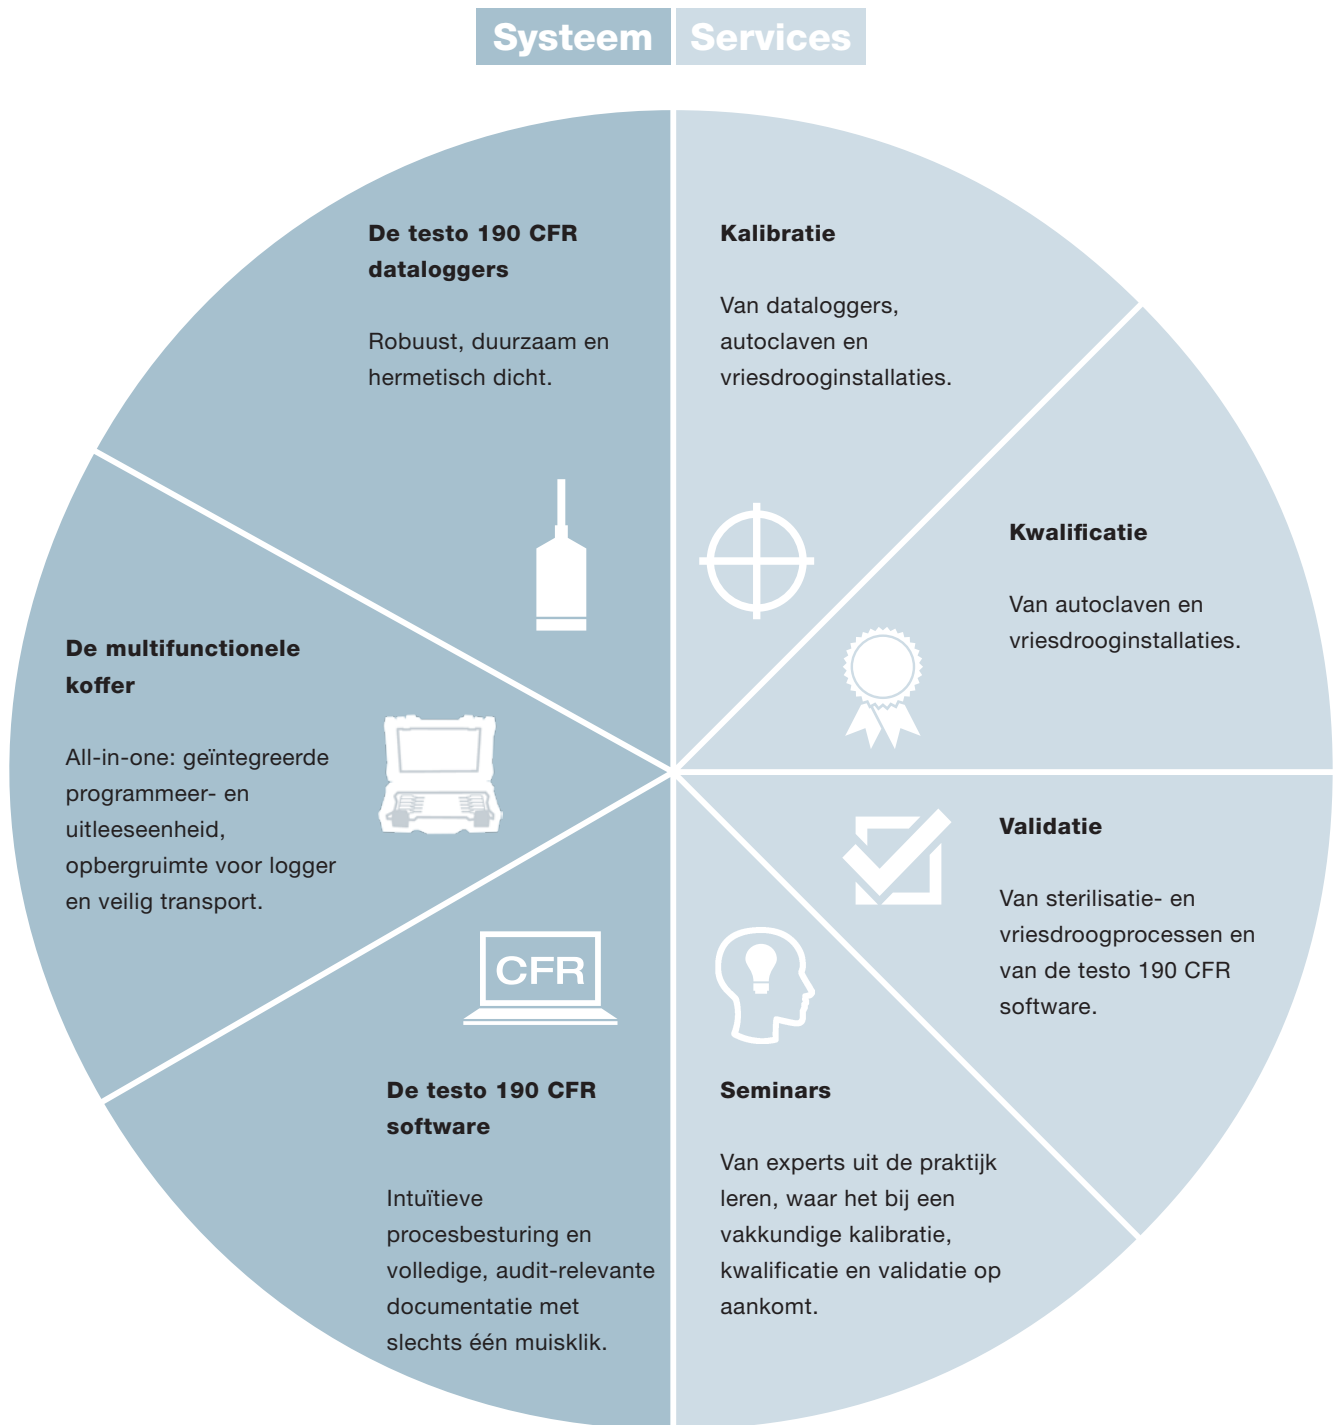 Systeem Services
De testo 190 CFR
dataloggers
Robuust, duurzaam en
hermetisch dicht.
Kalibratie
Van dataloggers,
autoclaven en
vriesdrooginstallaties.
Kwalificatie
Van autoclaven en
vriesdrooginstallaties.
De multifunctionele
koffer
All-in-one: geïntegreerde
programmeer- en
uitleeseenheid,
opbergruimte voor logger
en veilig transport.
Validatie
Van sterilisatie- en
vriesdroogprocessen en
van de testo 190 CFR
software.
CFR
De testo 190 CFR
software
Intuïtieve
procesbesturing en
volledige, audit-relevante
documentatie met
slechts één muisklik.
Seminars
Van experts uit de praktijk
leren, waar het bij een
vakkundige kalibratie,
kwalificatie en validatie op
aankomt.